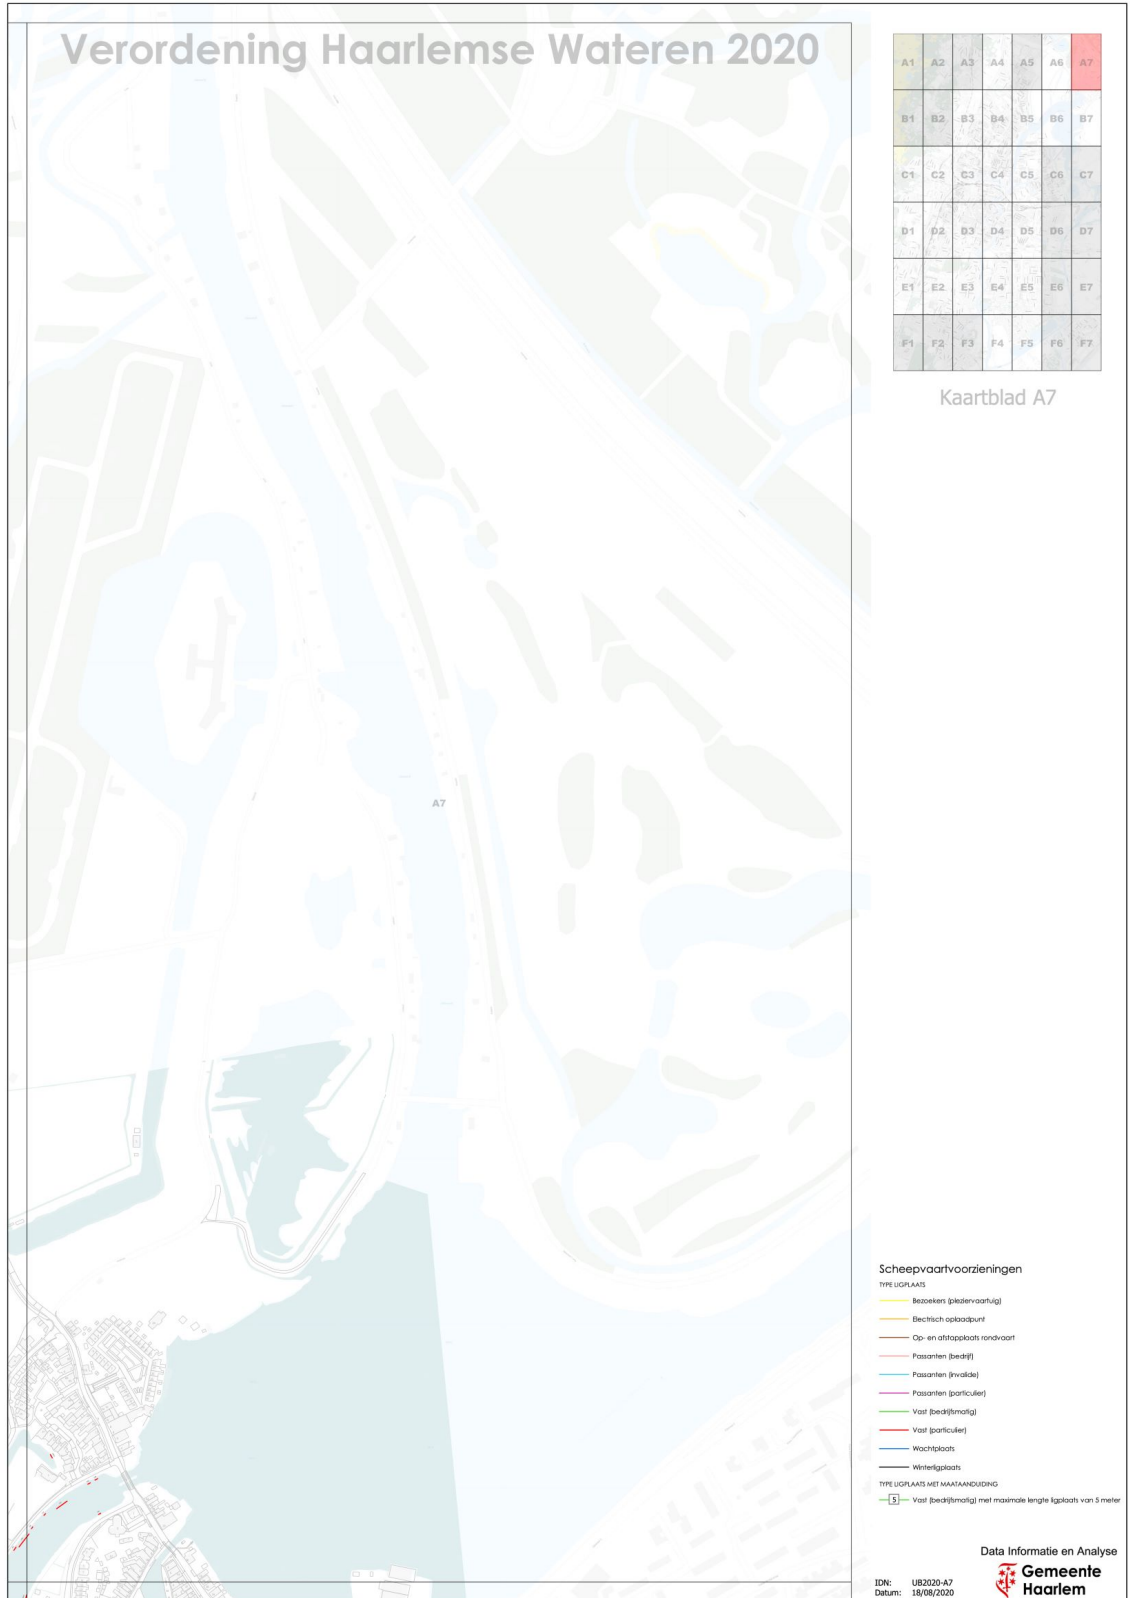 Verordening Haarlemse Wateren 2020
A1 A2 A3 A4 A5 A6 A7
B1 B2 B3 B4 B5 B6 B7
C1 C2 C3 C4 C5 C6 C7
D1 D2 D3 D4 D5 D6 D7
E1 E2 E3 E4 E5 E6 E7
F1 F2 F3 F4 F5 F6 F7
Kaartblad A7
A7
Scheepvaartvoorzieningen
TYPE LIGPLAATS
Bezoekers (pleziervaartuig)
Electrisch oplaadpunt
Op- en afstapplaats rondvaart
Passanten (bedrijf)
Passanten (invalide)
Passanten (particulier)
Vast (bedrijfsmatig)
Vast (particulier)
Wachtplaats
Winterligplaats
TYPE LIGPLAATS MET MAATAANDUIDING
5 Vast (bedrijfsmatig) met maximale lengte ligplaats van 5 meter
Data Informatie en Analyse
Gemeente
Haarlem
IDN: UB2020-A7
Datum: 18/08/2020